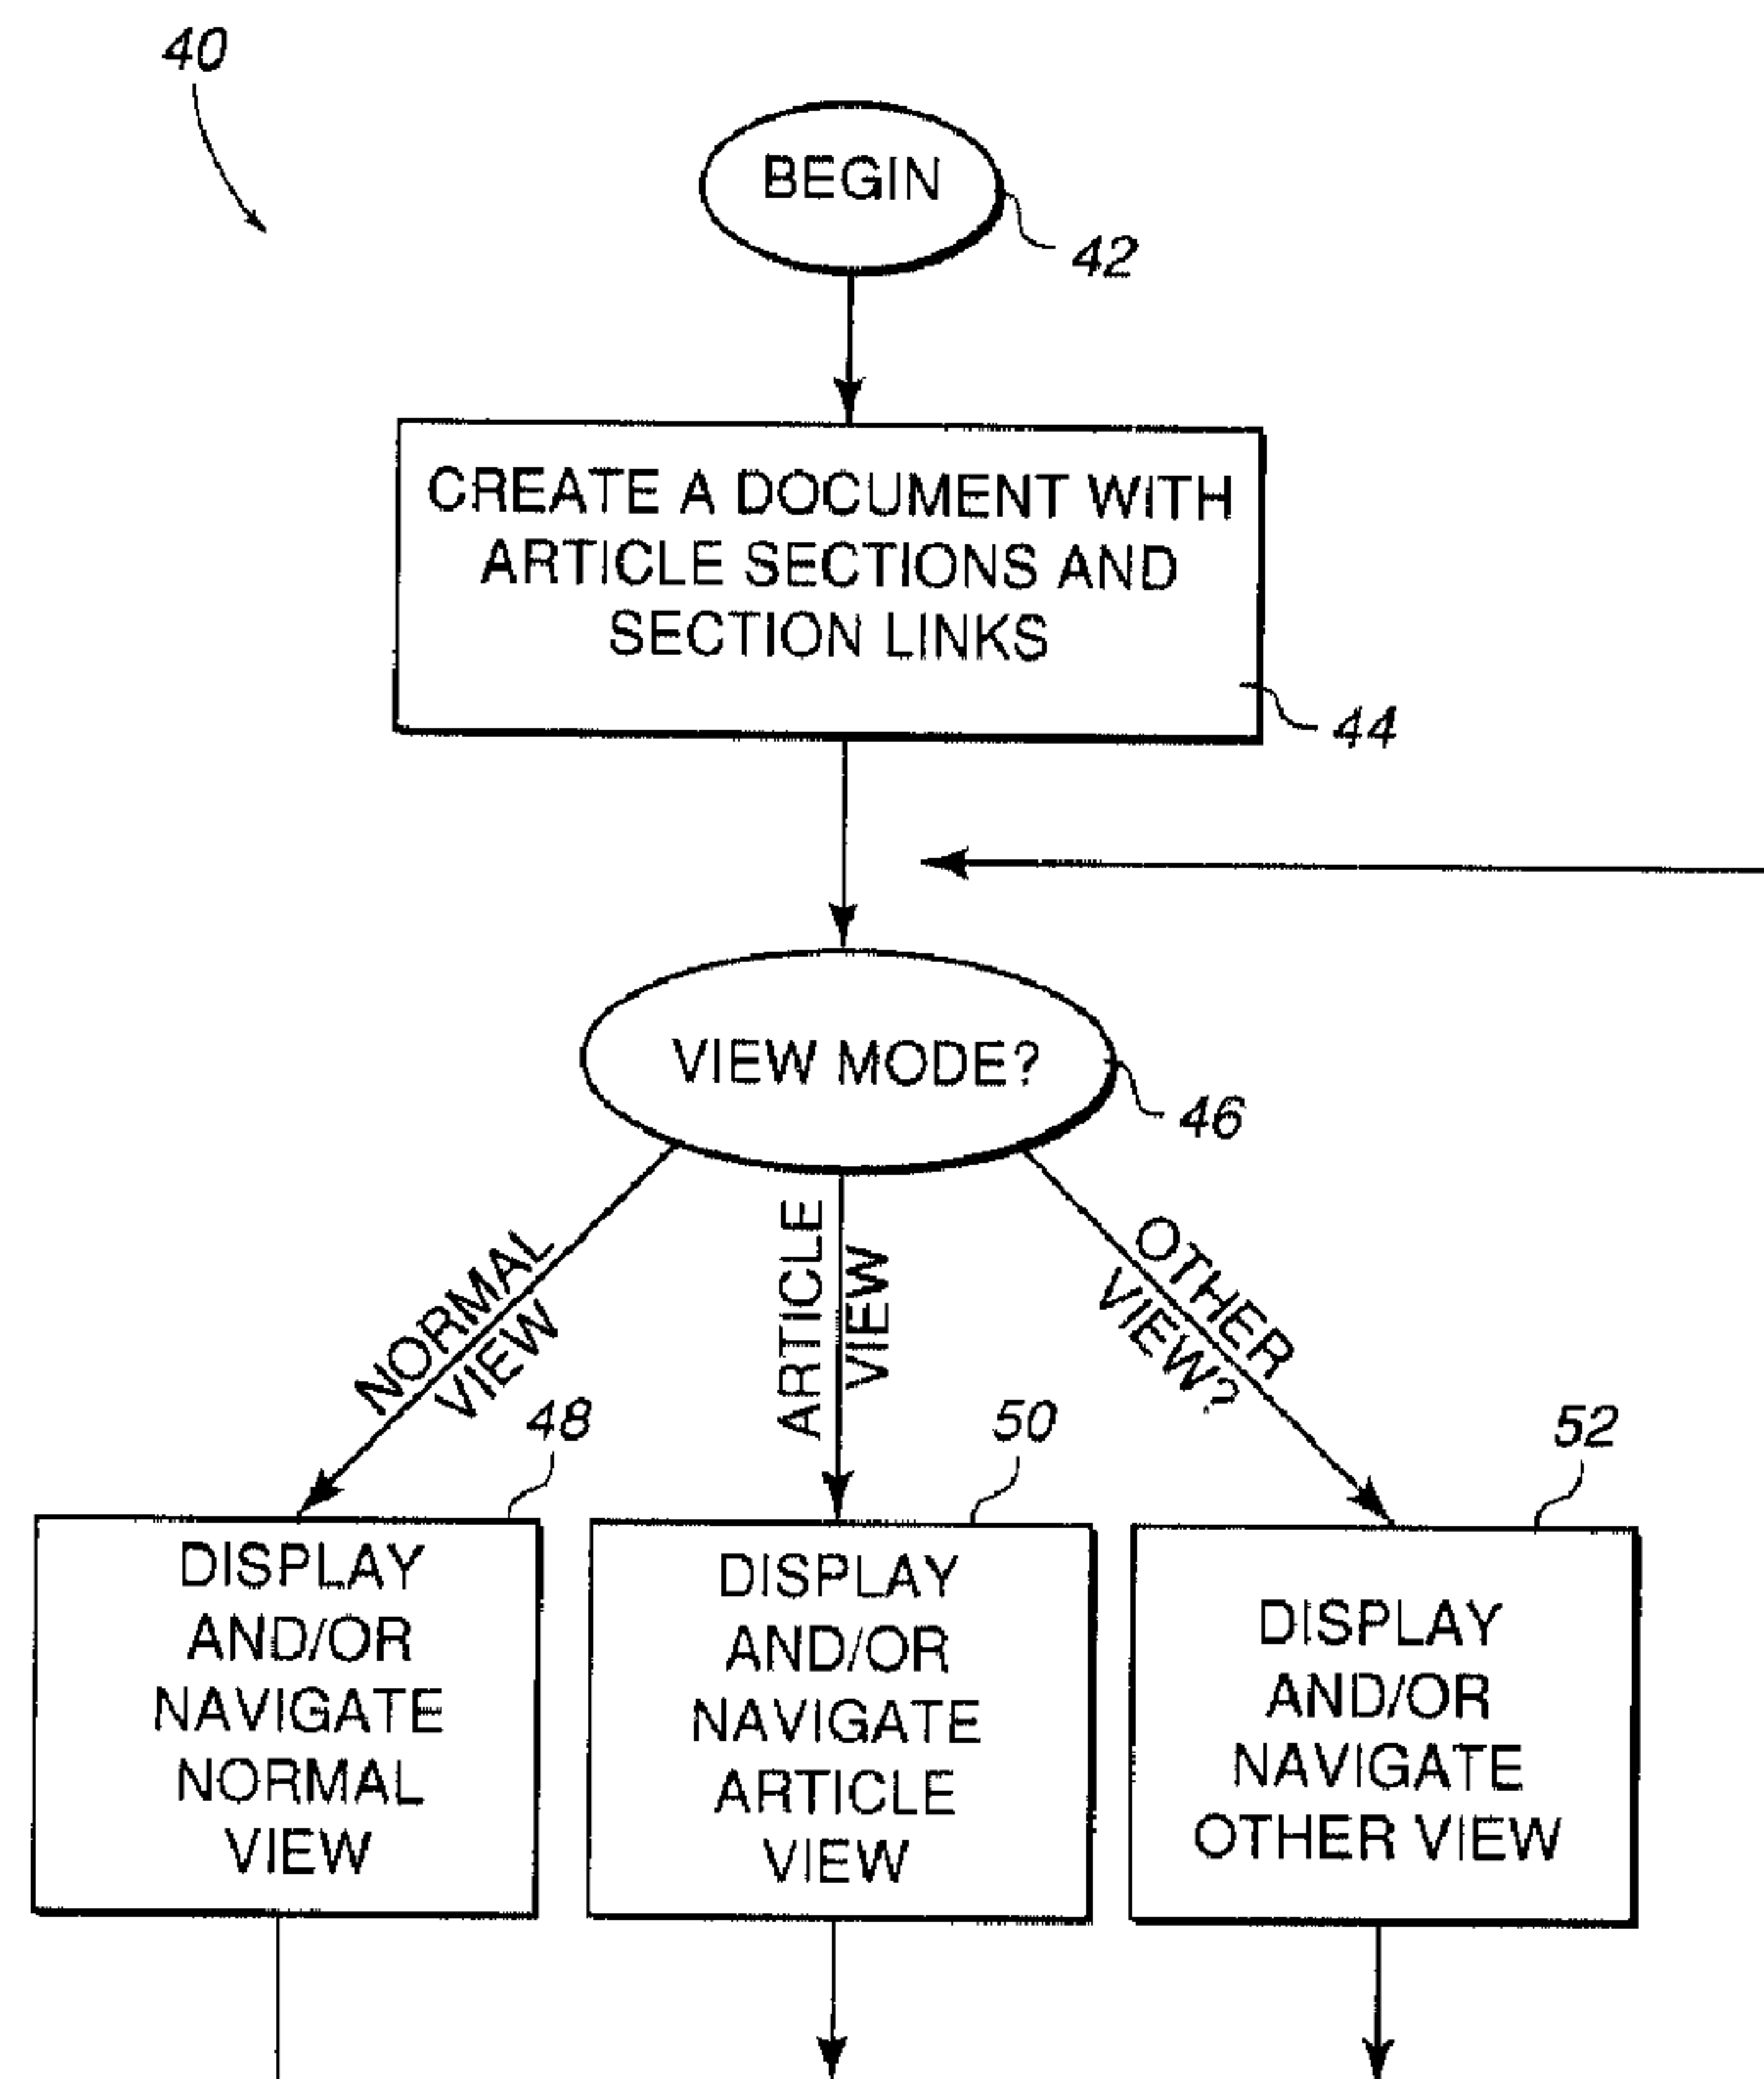 40
BEGIN
42
CREATE A DOCUMENT WITH
ARTICLE SECTIONS AND
SECTION LINKS
44
VIEW MODE?
46
NORMAL
VIEW
ARTICLE
VIEW
OTHER
VIEW?
48
DISPLAY
AND/OR
NAVIGATE
NORMAL
VIEW
50
DISPLAY
AND/OR
NAVIGATE
ARTICLE
VIEW
52
DISPLAY
AND/OR
NAVIGATE
OTHER VIEW